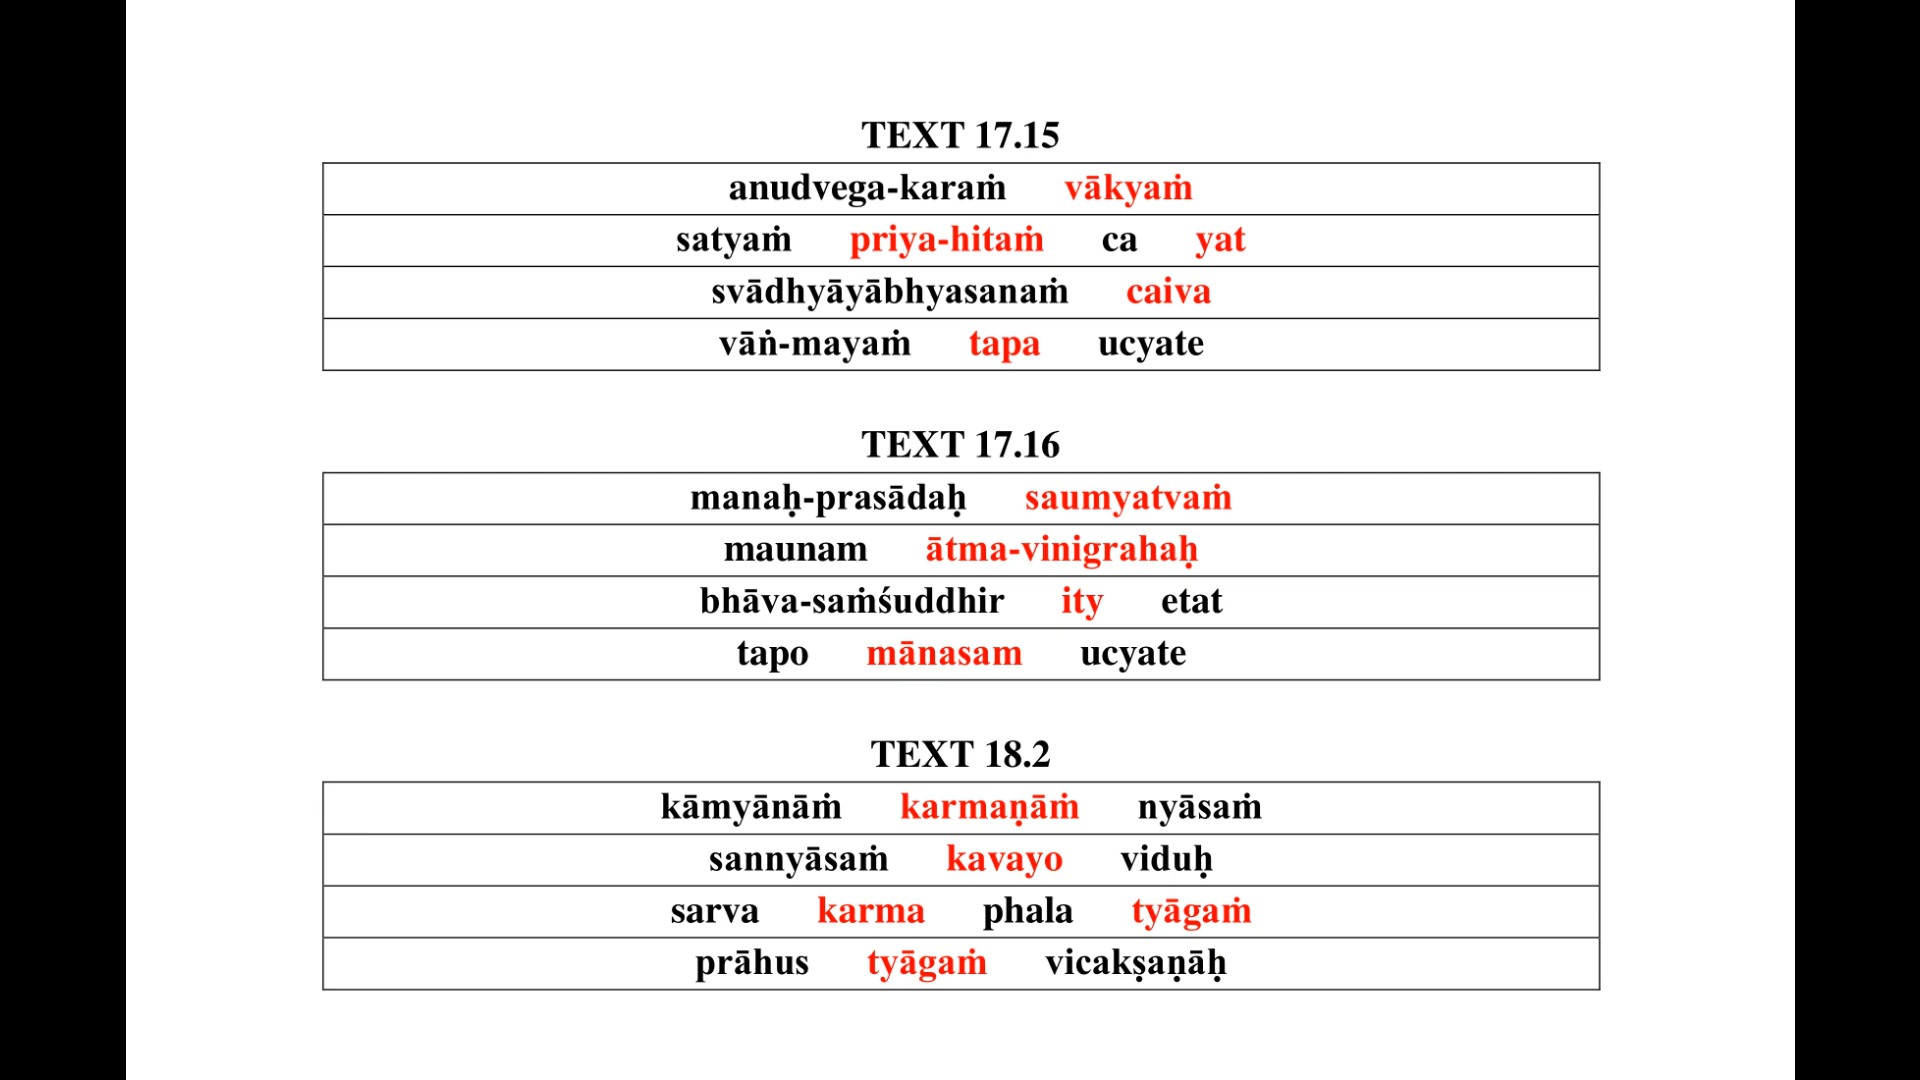 TEXT 17.15
anudvega-karaṁ vākyaṁ
satyaṁ priya-hitaṁ ca yat
svādhyāyābhyasanaṁ caiva
vāṅ-mayaṁ tapa ucyate
TEXT 17.16
manaḥ-prasādaḥ saumyatvaṁ
maunam ātma-vinigrahaḥ
bhāva-saṁśuddhir ity etat
tapo mānasam ucyate
TEXT 18.2
kāmyānāṁ karmaṇāṁ nyāsaṁ
sannyāsaṁ kavayo viduḥ
sarva karma phala tyāgaṁ
prāhus tyāgaṁ vicakṣaṇāḥ